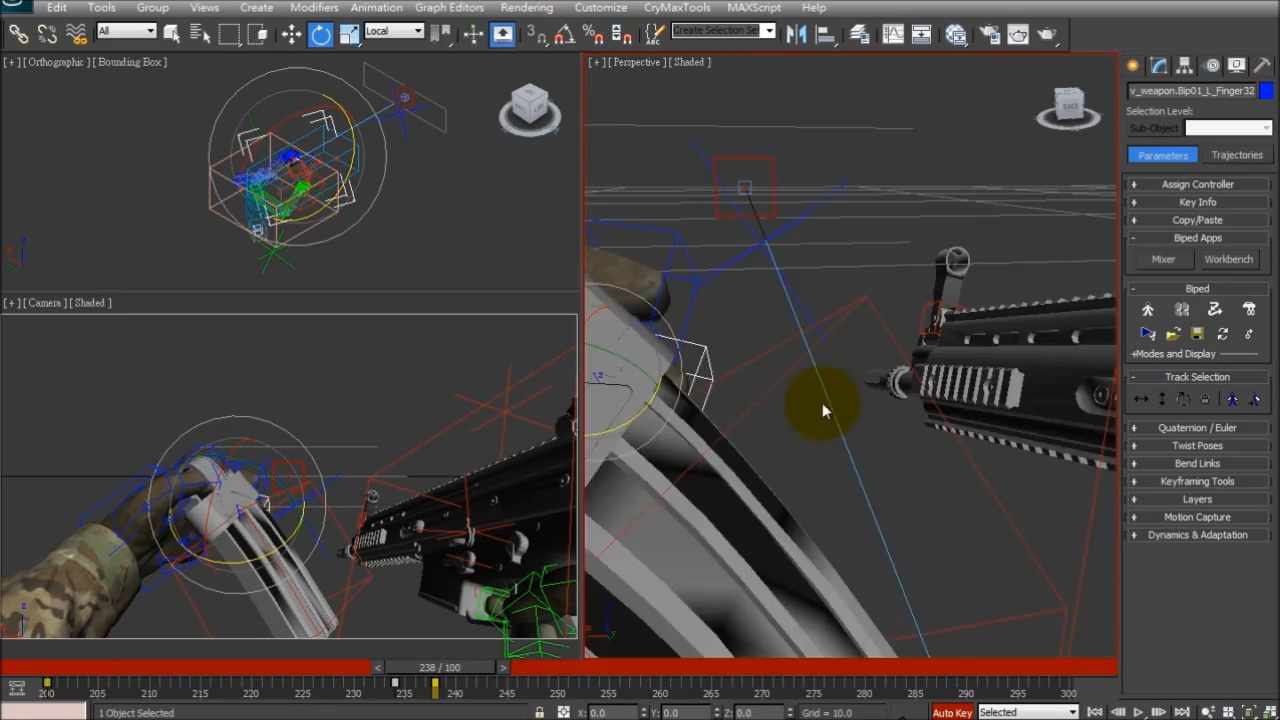 Edit Tools Group Views Create Modifiers Animation Graph Editors Rendering Customize CryMaxTools MAXScript Help
All Local Create Selection Se
[ + ] [ Orthographic ] [ Bounding Box ]
[ + ] [ Perspective ] [ Shaded ]
BACK
v_weapon.Bip01_L_Finger32
Selection Level:
Sub-Object
Parameters Trajectories
+ Assign Controller
+ Key Info
+ Copy/Paste
- Biped Apps
Mixer Workbench
- Biped
+Modes and Display
- Track Selection
+ Quaternion / Euler
+ Twist Poses
+ Bend Links
+ Keyframing Tools
+ Layers
+ Motion Capture
+ Dynamics & Adaptation
[ + ] [ Camera ] [ Shaded ]
< 238 / 100 >
200 205 210 215 220 225 230 235 240 245 250 255 260 265 270 275 280 285 290 295 300
1 Object Selected X: 0.0 Y: 0.0 Z: 0.0 Grid = 10.0 Auto Key Selected